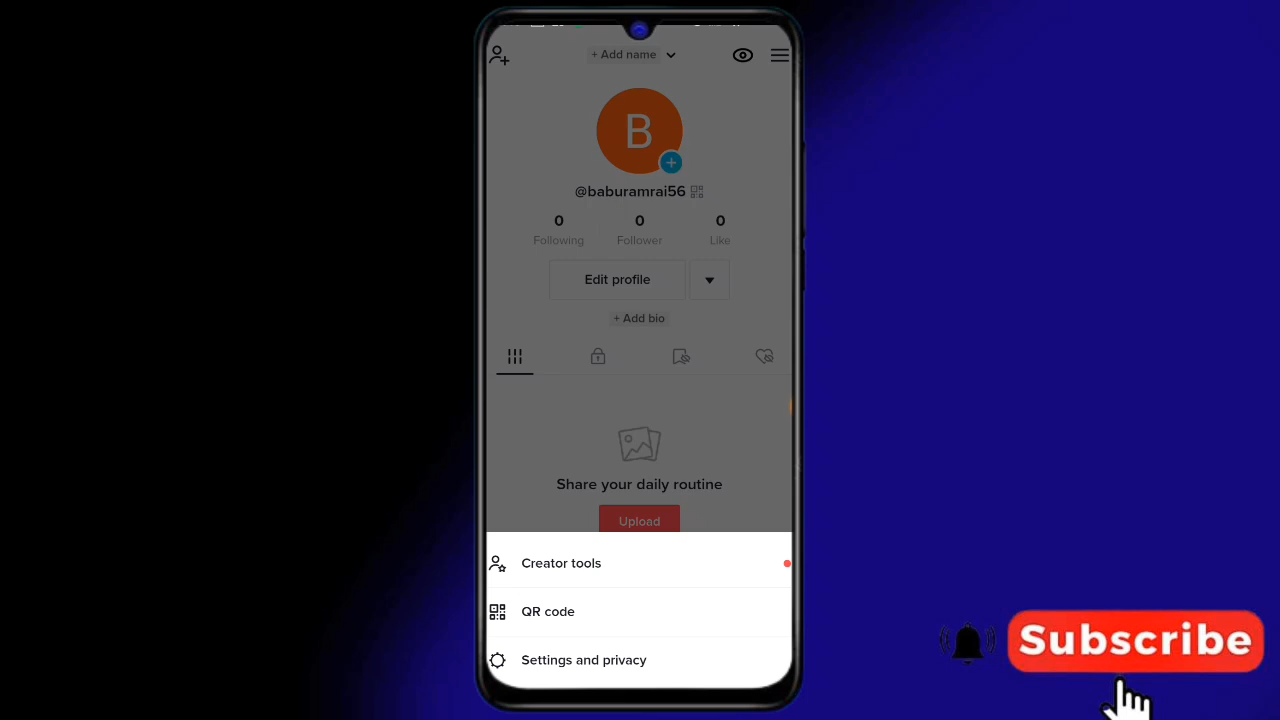 + Add name
B
@baburamrai56
0 0 0
Following Follower Like
Edit profile
+ Add bio
Share your daily routine
Upload
Creator tools
QR code
Settings and privacy
Subscribe